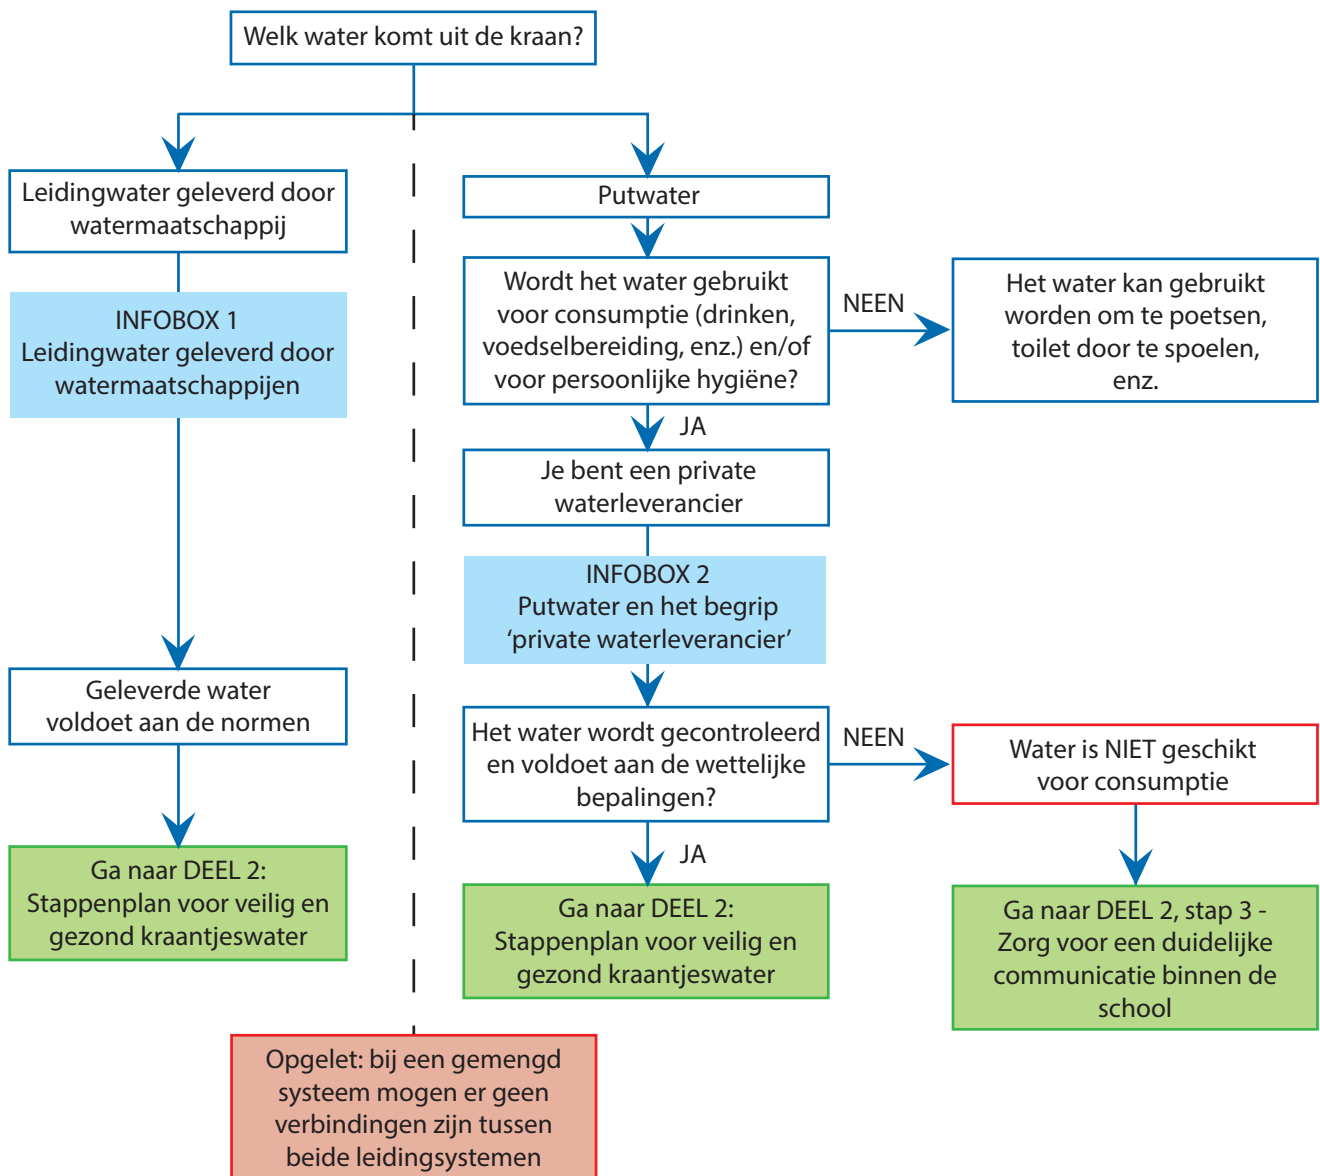 Welk water komt uit de kraan?
Leidingwater geleverd door
watermaatschappij
INFOBOX 1
Leidingwater geleverd door
watermaatschappijen
Geleverde water
voldoet aan de normen
Ga naar DEEL 2:
Stappenplan voor veilig en
gezond kraantjeswater
Putwater
Wordt het water gebruikt
voor consumptie (drinken,
voedselbereiding, enz.) en/of
voor persoonlijke hygiëne?
NEEN
Het water kan gebruikt
worden om te poetsen,
toilet door te spoelen,
enz.
JA
Je bent een private
waterleverancier
INFOBOX 2
Putwater en het begrip
‘private waterleverancier’
Het water wordt gecontroleerd
en voldoet aan de wettelijke
bepalingen?
NEEN
Water is NIET geschikt
voor consumptie
JA
Ga naar DEEL 2:
Stappenplan voor veilig en
gezond kraantjeswater
Ga naar DEEL 2, stap 3 -
Zorg voor een duidelijke
communicatie binnen de
school
Opgelet: bij een gemengd
systeem mogen er geen
verbindingen zijn tussen
beide leidingsystemen